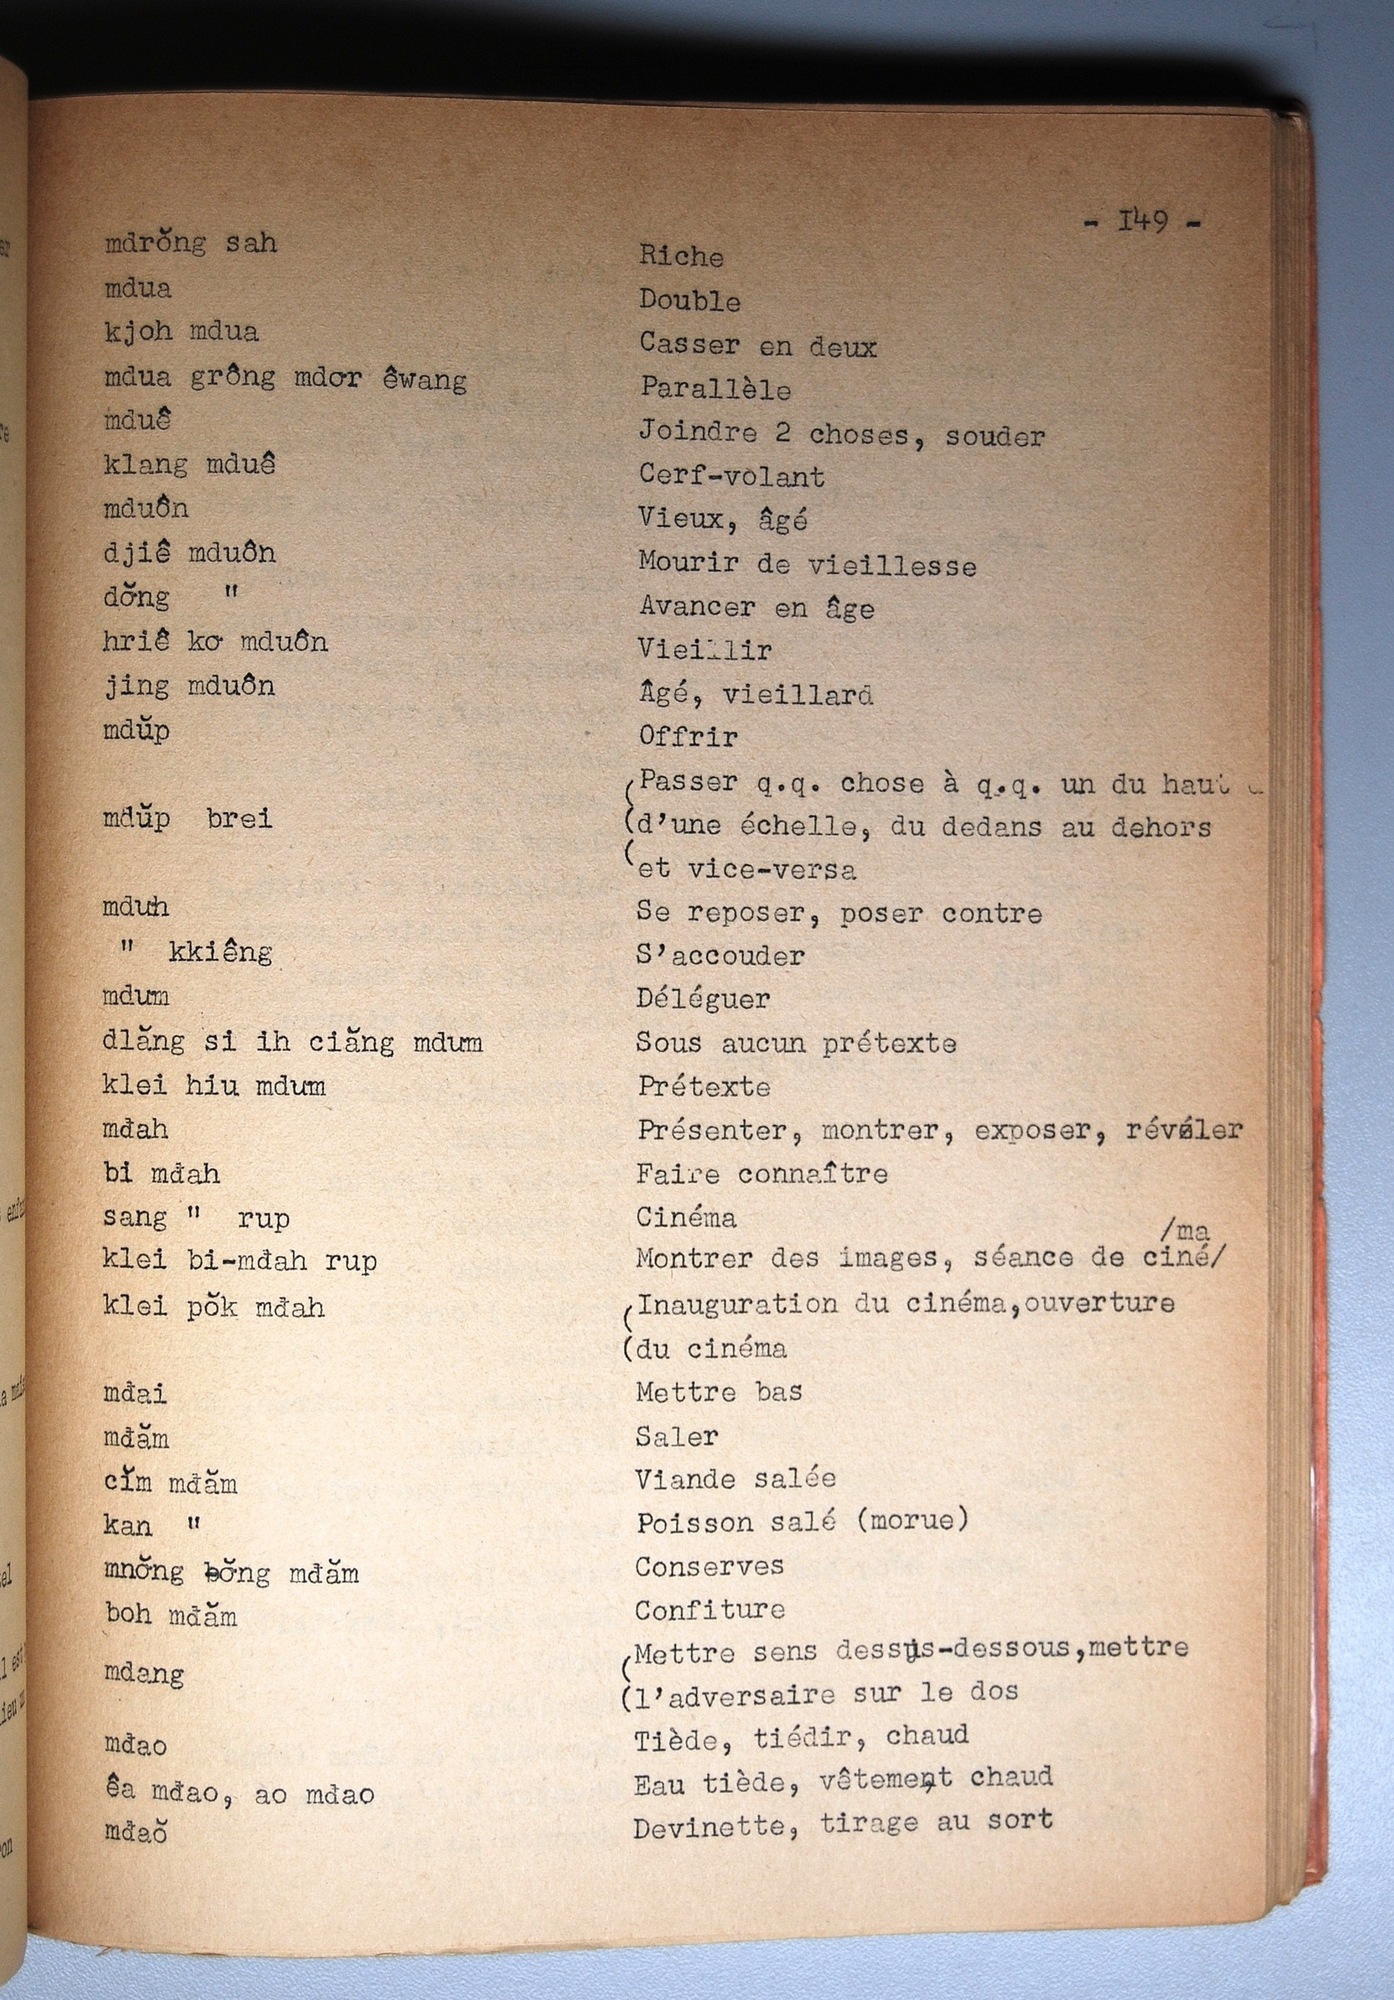 - I49 -
mdrŏng sah Riche
mdua Double
kjoh mdua Casser en deux
mdua grông mdơr êwang Parallèle
mduê Joindre 2 choses, souder
klang mduê Cerf-volant
mduôn Vieux, âgé
djiê mduôn Mourir de vieillesse
dơ̆ng " Avancer en âge
hriê kơ mduôn Vieillir
jing mduôn Âgé, vieillard
mdŭp Offrir
(Passer q.q. chose à q.q. un du haut
mdŭp brei (d'une échelle, du dedans au dehors
(et vice-versa
mduh Se reposer, poser contre
" kkiêng S'accouder
mdum Déléguer
dlăng si ih ciăng mdum Sous aucun prétexte
klei hiu mdum Prétexte
mđah Présenter, montrer, exposer, révéler
bi mđah Faire connaître
sang " rup Cinéma
/ma
klei bi-mđah rup Montrer des images, séance de ciné/
klei pŏk mđah (Inauguration du cinéma,ouverture
(du cinéma
mđai Mettre bas
mđăm Saler
cĭm mđăm Viande salée
kan " Poisson salé (morue)
mnơ̆ng ƀơ̆ng mđăm Conserves
boh mđăm Confiture
(Mettre sens dessus-dessous,mettre
mdang
(l'adversaire sur le dos
mđao Tiède, tiédir, chaud
êa mđao, ao mđao Eau tiède, vêtement chaud
mđaŏ Devinette, tirage au sort